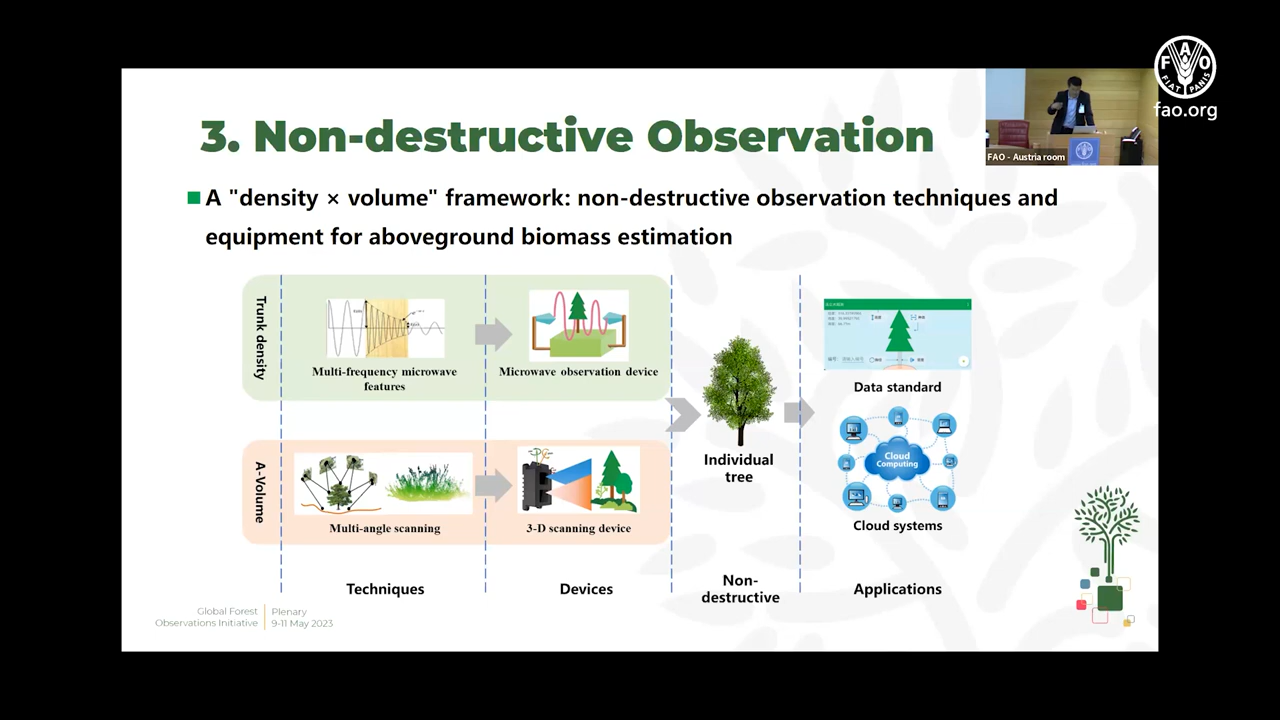 FAO
FIAT PANIS
fao.org
3. Non-destructive Observation
FAO - Austria room
A "density × volume" framework: non-destructive observation techniques and
equipment for aboveground biomass estimation
Trunk density
Multi-frequency microwave
features
Microwave observation device
Data standard
A-Volume
Multi-angle scanning
3-D scanning device
Individual
tree
Cloud
Computing
Cloud systems
Techniques
Devices
Non-
destructive
Applications
Global Forest
Observations Initiative
Plenary
9-11 May 2023